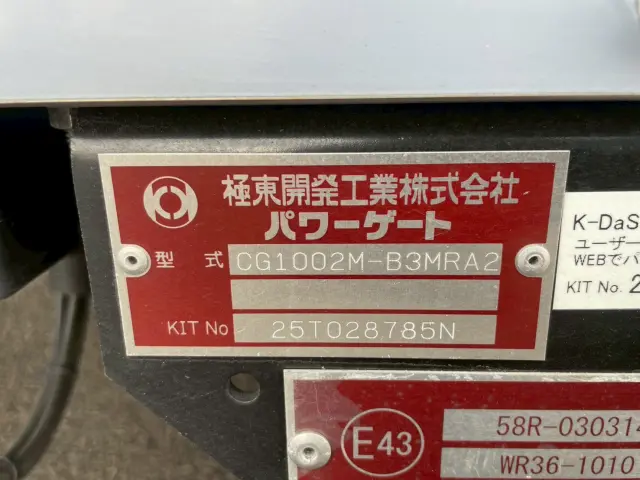 極東開発工業株式会社
パワーゲート
型式 CG1002M-B3MRA2
KIT No 25T028785N
K-DaS
ユーザー
WEBでパ
KIT No. 2
E43
58R-030314
WR36-1010